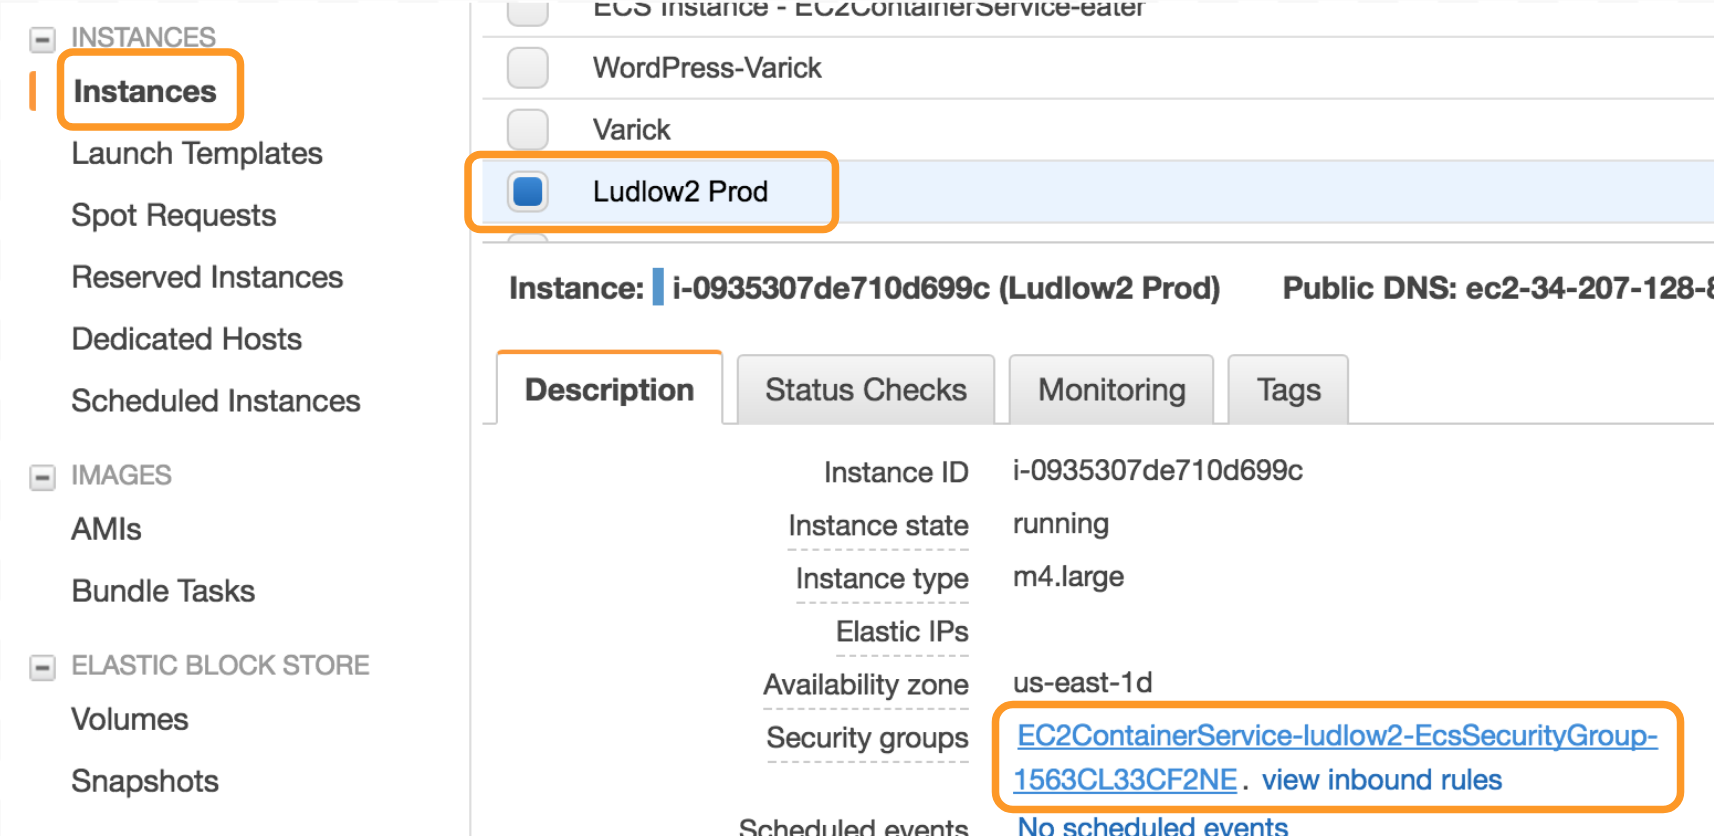 INSTANCES
Instances
Launch Templates
Spot Requests
Reserved Instances
Dedicated Hosts
Scheduled Instances
IMAGES
AMIs
Bundle Tasks
ELASTIC BLOCK STORE
Volumes
Snapshots
ECS Instance - EC2ContainerService-eater
WordPress-Varick
Varick
Ludlow2 Prod
Instance: i-0935307de710d699c (Ludlow2 Prod) Public DNS: ec2-34-207-128-8
Description Status Checks Monitoring Tags
Instance ID i-0935307de710d699c
Instance state running
Instance type m4.large
Elastic IPs
Availability zone us-east-1d
Security groups EC2ContainerService-ludlow2-EcsSecurityGroup-
1563CL33CF2NE . view inbound rules
Scheduled events No scheduled events